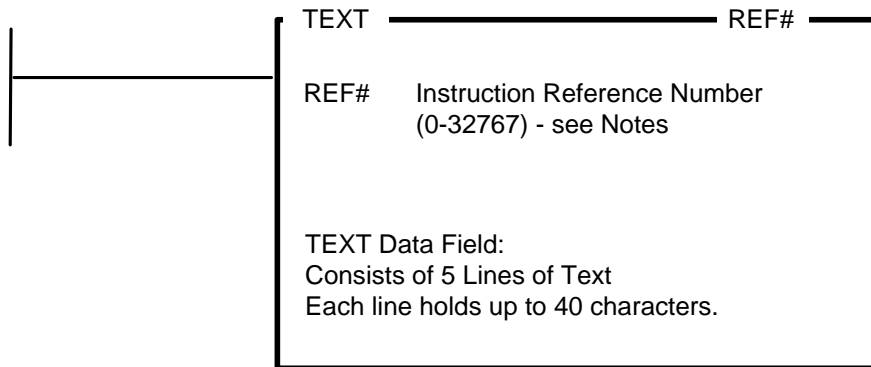 TEXT REF#
REF# Instruction Reference Number
(0-32767) - see Notes
TEXT Data Field:
Consists of 5 Lines of Text
Each line holds up to 40 characters.